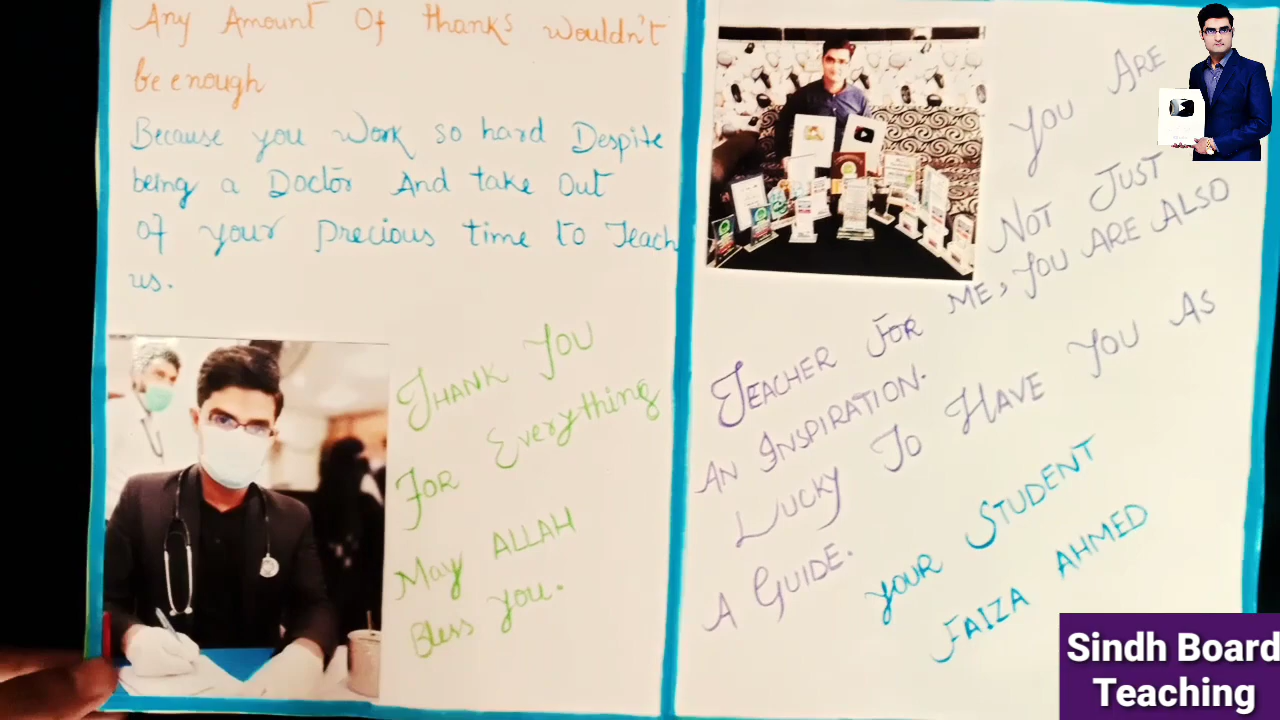 Any Amount Of thanks Wouldn't
be enough
Because you Work so hard Despite
being a Doctor And take Out
Of your Precious time to Teach
us.
Thank You
For Everything
May ALLAH
Bless you.
YOU ARE
NOT JUST
TEACHER FOR ME, YOU ARE ALSO
AN INSPIRATION.
LUCKY TO HAVE YOU AS
A GUIDE.
YOUR STUDENT
FAIZA AHMED
Sindh Board
Teaching